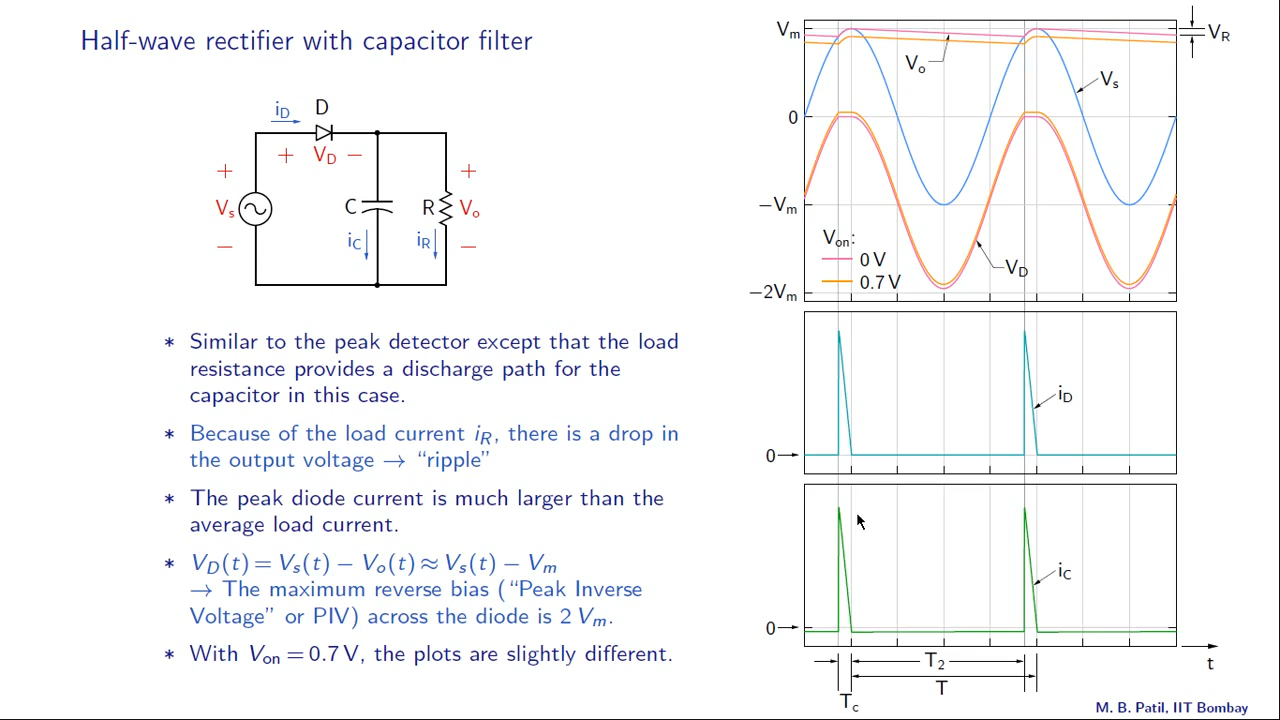 Half-wave rectifier with capacitor filter
i_D D
+ V_D −
+
V_s
−
C
i_C
R
i_R
+
V_o
−
* Similar to the peak detector except that the load
resistance provides a discharge path for the
capacitor in this case.
* Because of the load current i_R, there is a drop in
the output voltage → “ripple”
* The peak diode current is much larger than the
average load current.
* V_D(t) = V_s(t) − V_o(t) ≈ V_s(t) − V_m
→ The maximum reverse bias (“Peak Inverse
Voltage” or PIV) across the diode is 2 V_m.
* With V_on = 0.7 V, the plots are slightly different.
V_m
0
−V_m
−2V_m
V_R
V_o
V_s
V_on:
0 V
0.7 V
V_D
0
i_D
0
i_C
T_2
T
T_c
t
M. B. Patil, IIT Bombay